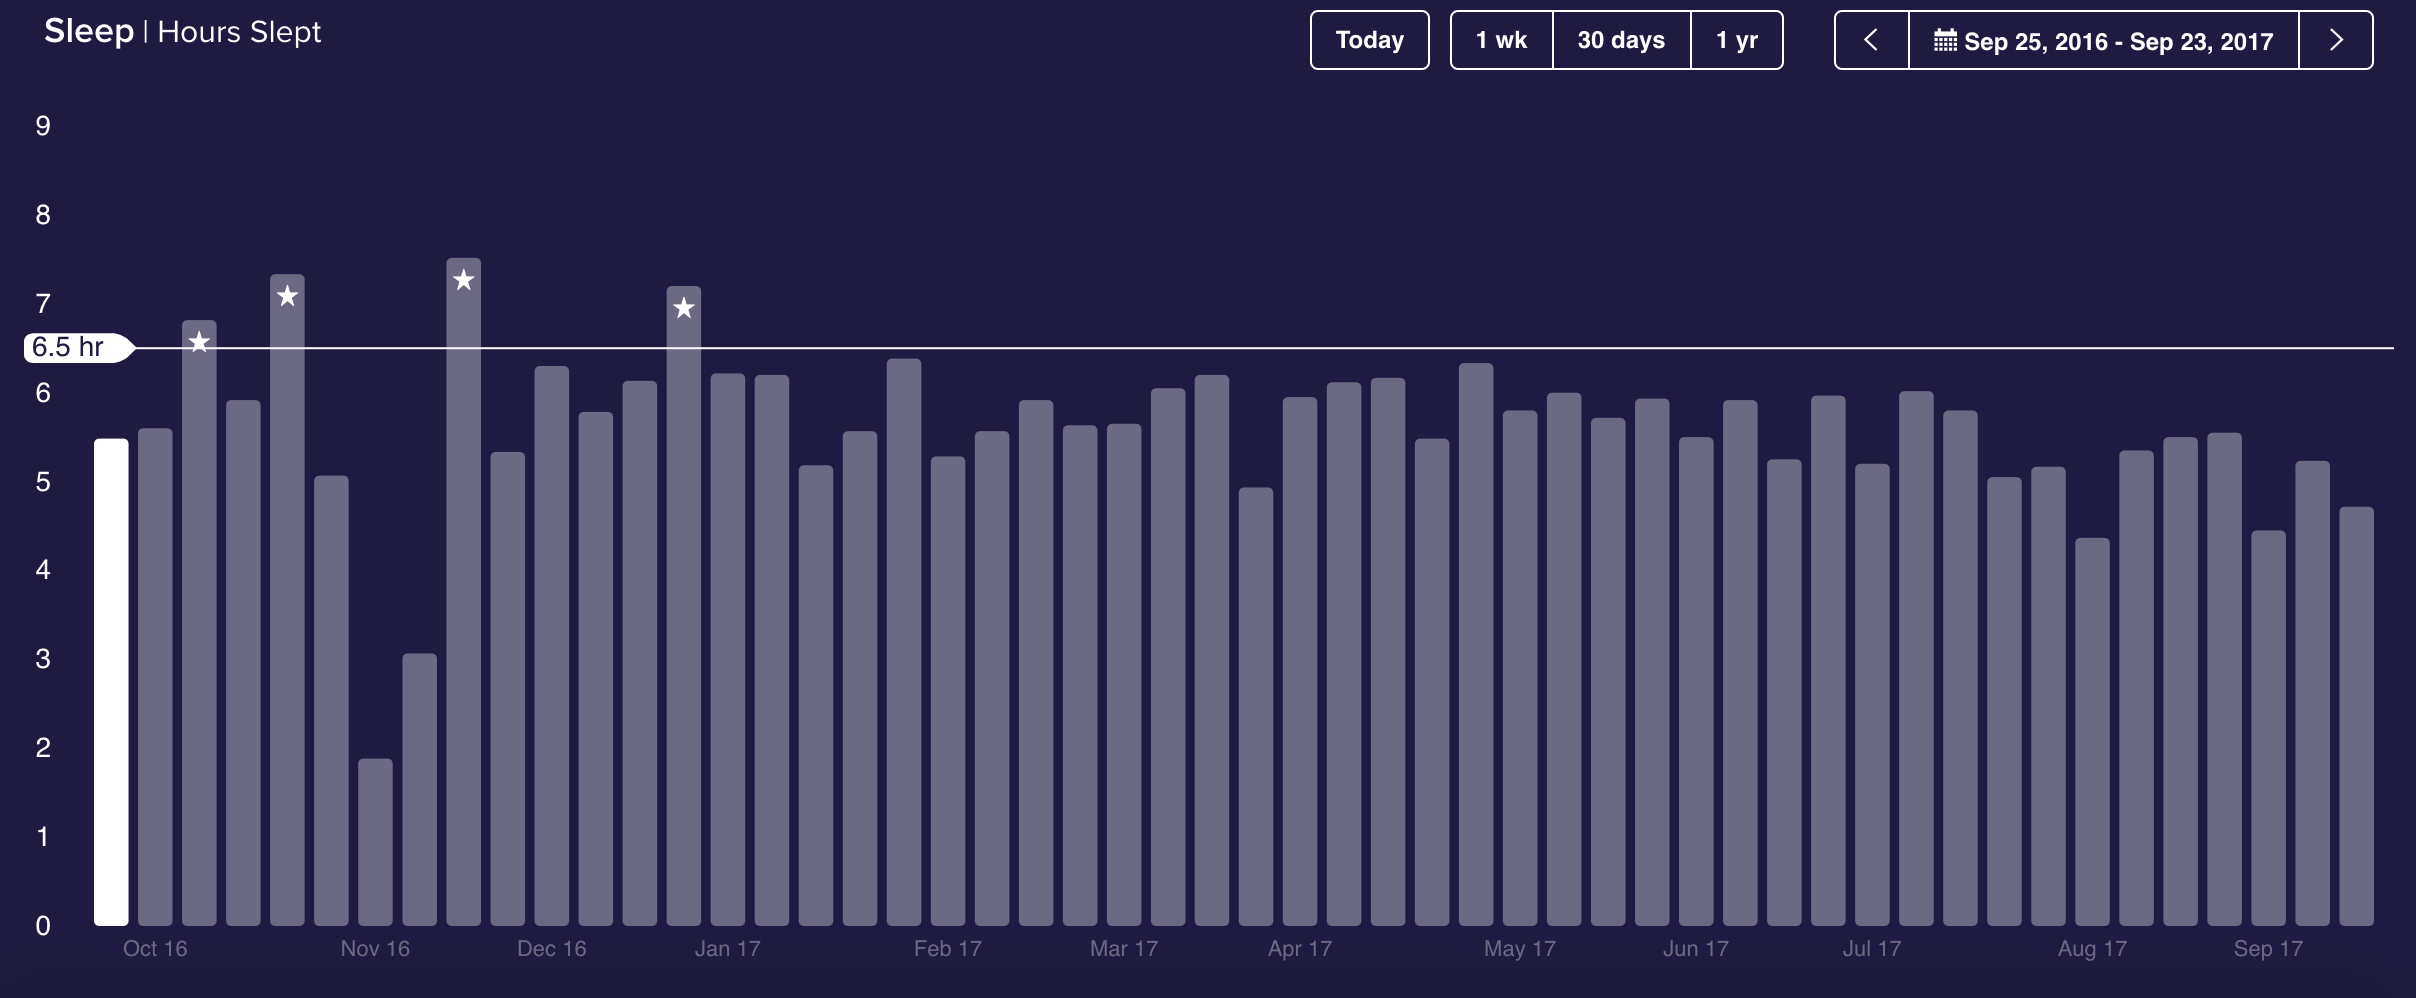 Sleep | Hours Slept
Today
1 wk
30 days
1 yr
Sep 25, 2016 - Sep 23, 2017
9
8
7
6.5 hr
6
5
4
3
2
1
0
Oct 16
Nov 16
Dec 16
Jan 17
Feb 17
Mar 17
Apr 17
May 17
Jun 17
Jul 17
Aug 17
Sep 17